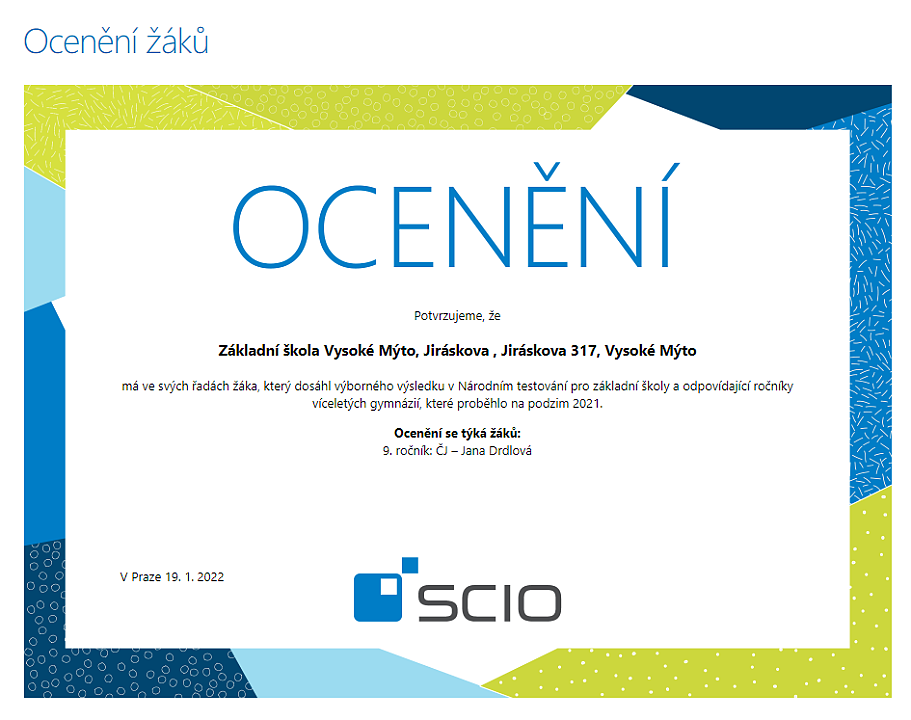 Ocenění žáků
OCENĚNÍ
Potvrzujeme, že
Základní škola Vysoké Mýto, Jiráskova , Jiráskova 317, Vysoké Mýto
má ve svých řadách žáka, který dosáhl výborného výsledku v Národním testování pro základní školy a odpovídající ročníky
víceletých gymnázií, které proběhlo na podzim 2021.
Ocenění se týká žáků:
9. ročník: ČJ – Jana Drdlová
V Praze 19. 1. 2022
SCIO